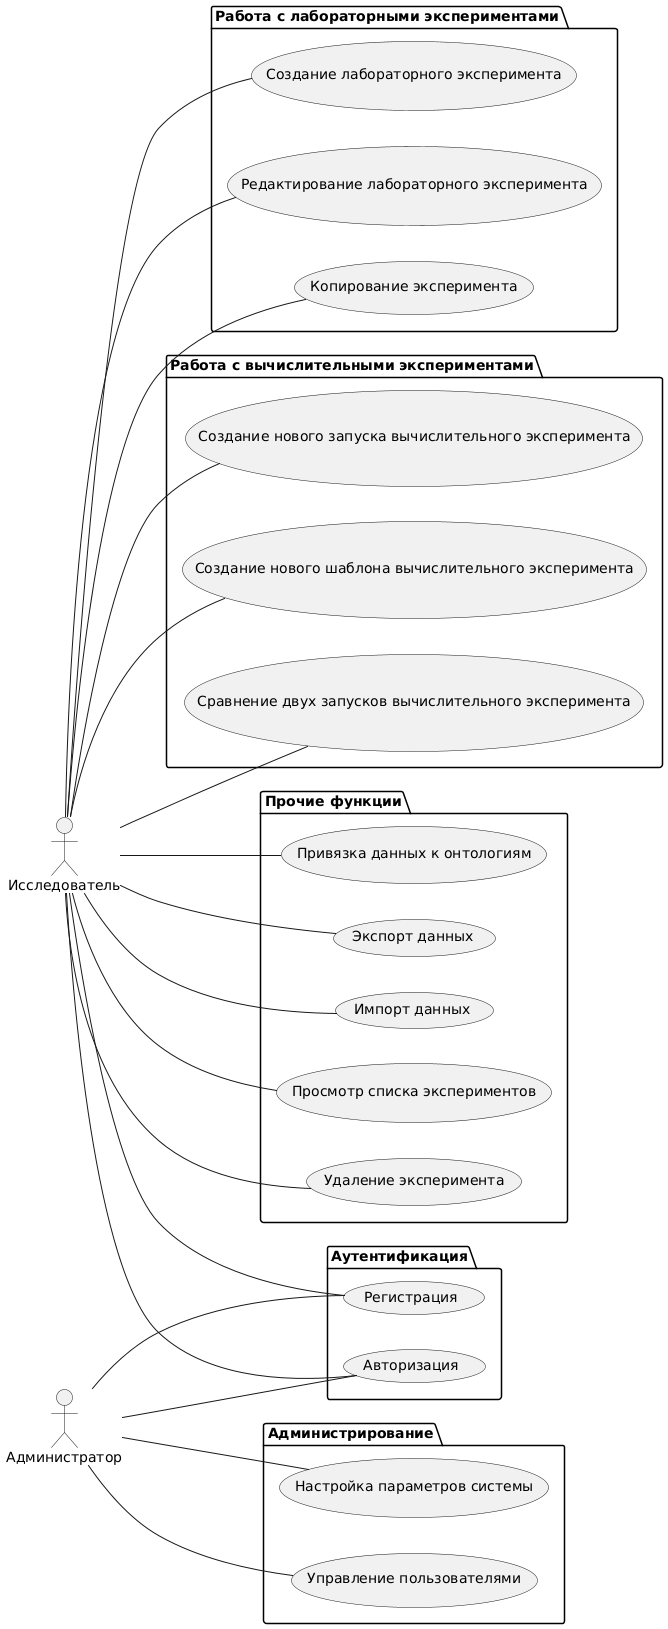 Работа с лабораторными экспериментами
Создание лабораторного эксперимента
Редактирование лабораторного эксперимента
Копирование эксперимента
Работа с вычислительными экспериментами
Создание нового запуска вычислительного эксперимента
Создание нового шаблона вычислительного эксперимента
Сравнение двух запусков вычислительного эксперимента
Исследователь
Прочие функции
Привязка данных к онтологиям
Экспорт данных
Импорт данных
Просмотр списка экспериментов
Удаление эксперимента
Аутентификация
Регистрация
Авторизация
Администратор
Администрирование
Настройка параметров системы
Управление пользователями